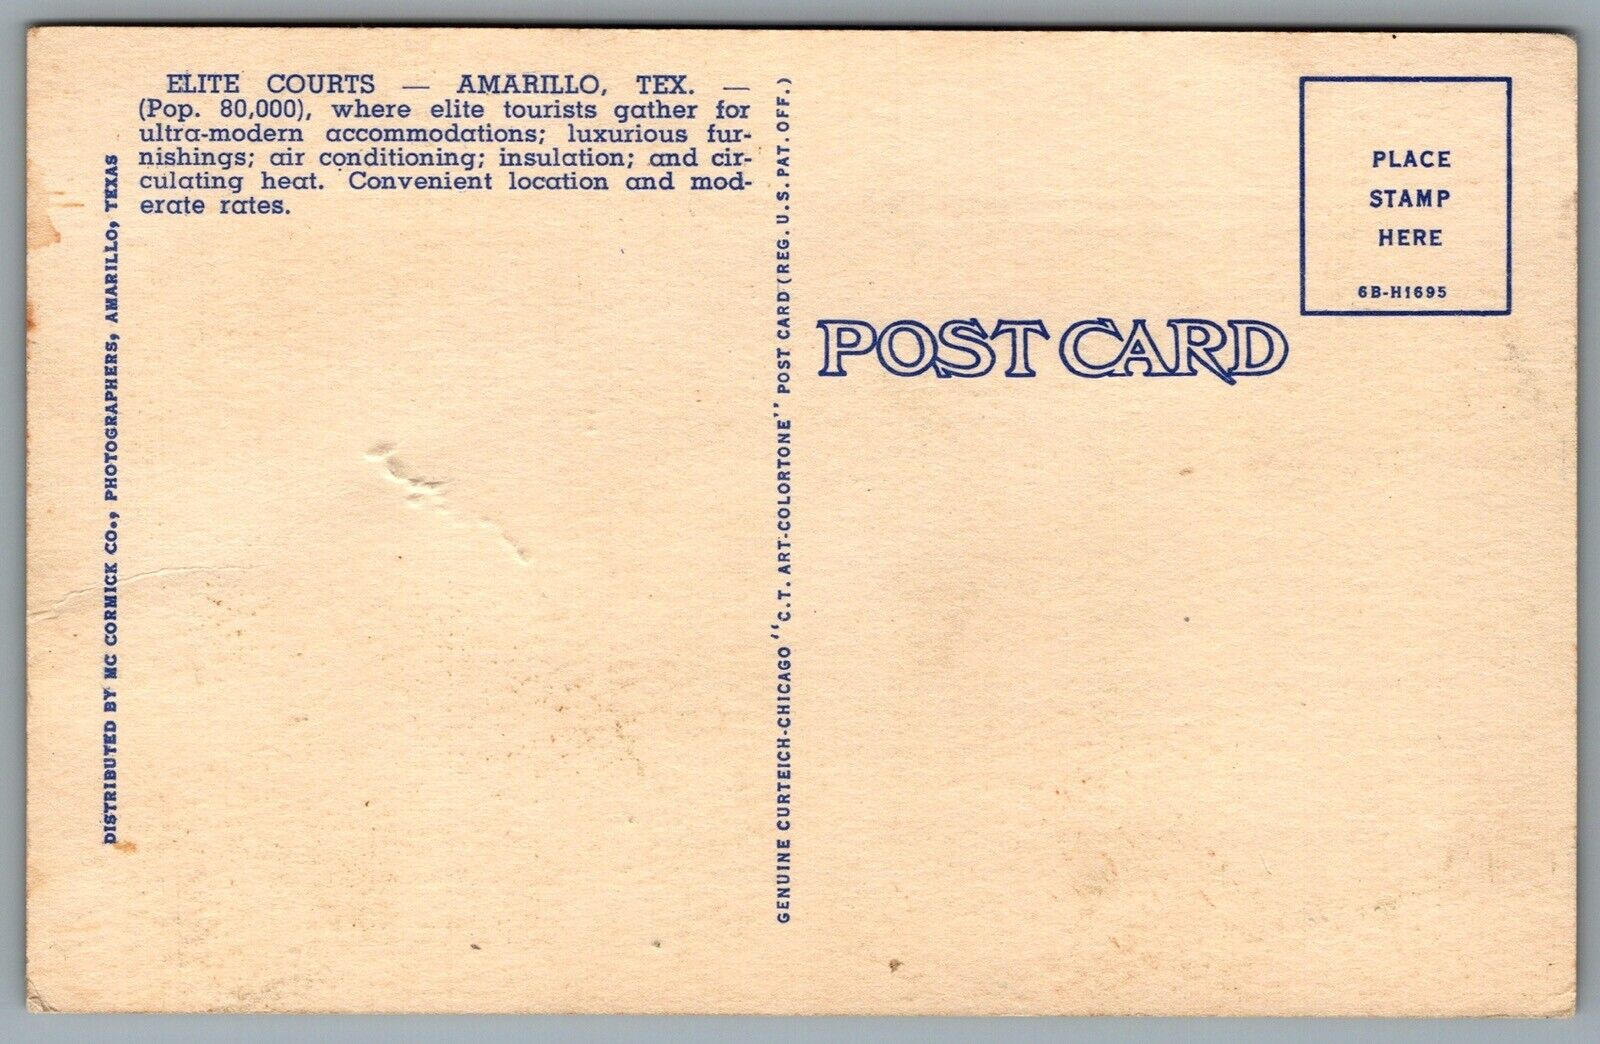 ELITE COURTS — AMARILLO, TEX. —
(Pop. 80,000), where elite tourists gather for
ultra-modern accommodations; luxurious fur-
nishings; air conditioning; insulation; and cir-
culating heat. Convenient location and mod-
erate rates.
DISTRIBUTED BY MC CORMICK CO., PHOTOGRAPHERS, AMARILLO, TEXAS
GENUINE CURTEICH-CHICAGO "C.T. ART-COLORTONE" POST CARD (REG. U.S. PAT. OFF.)
POST CARD
PLACE
STAMP
HERE
6B-H1695